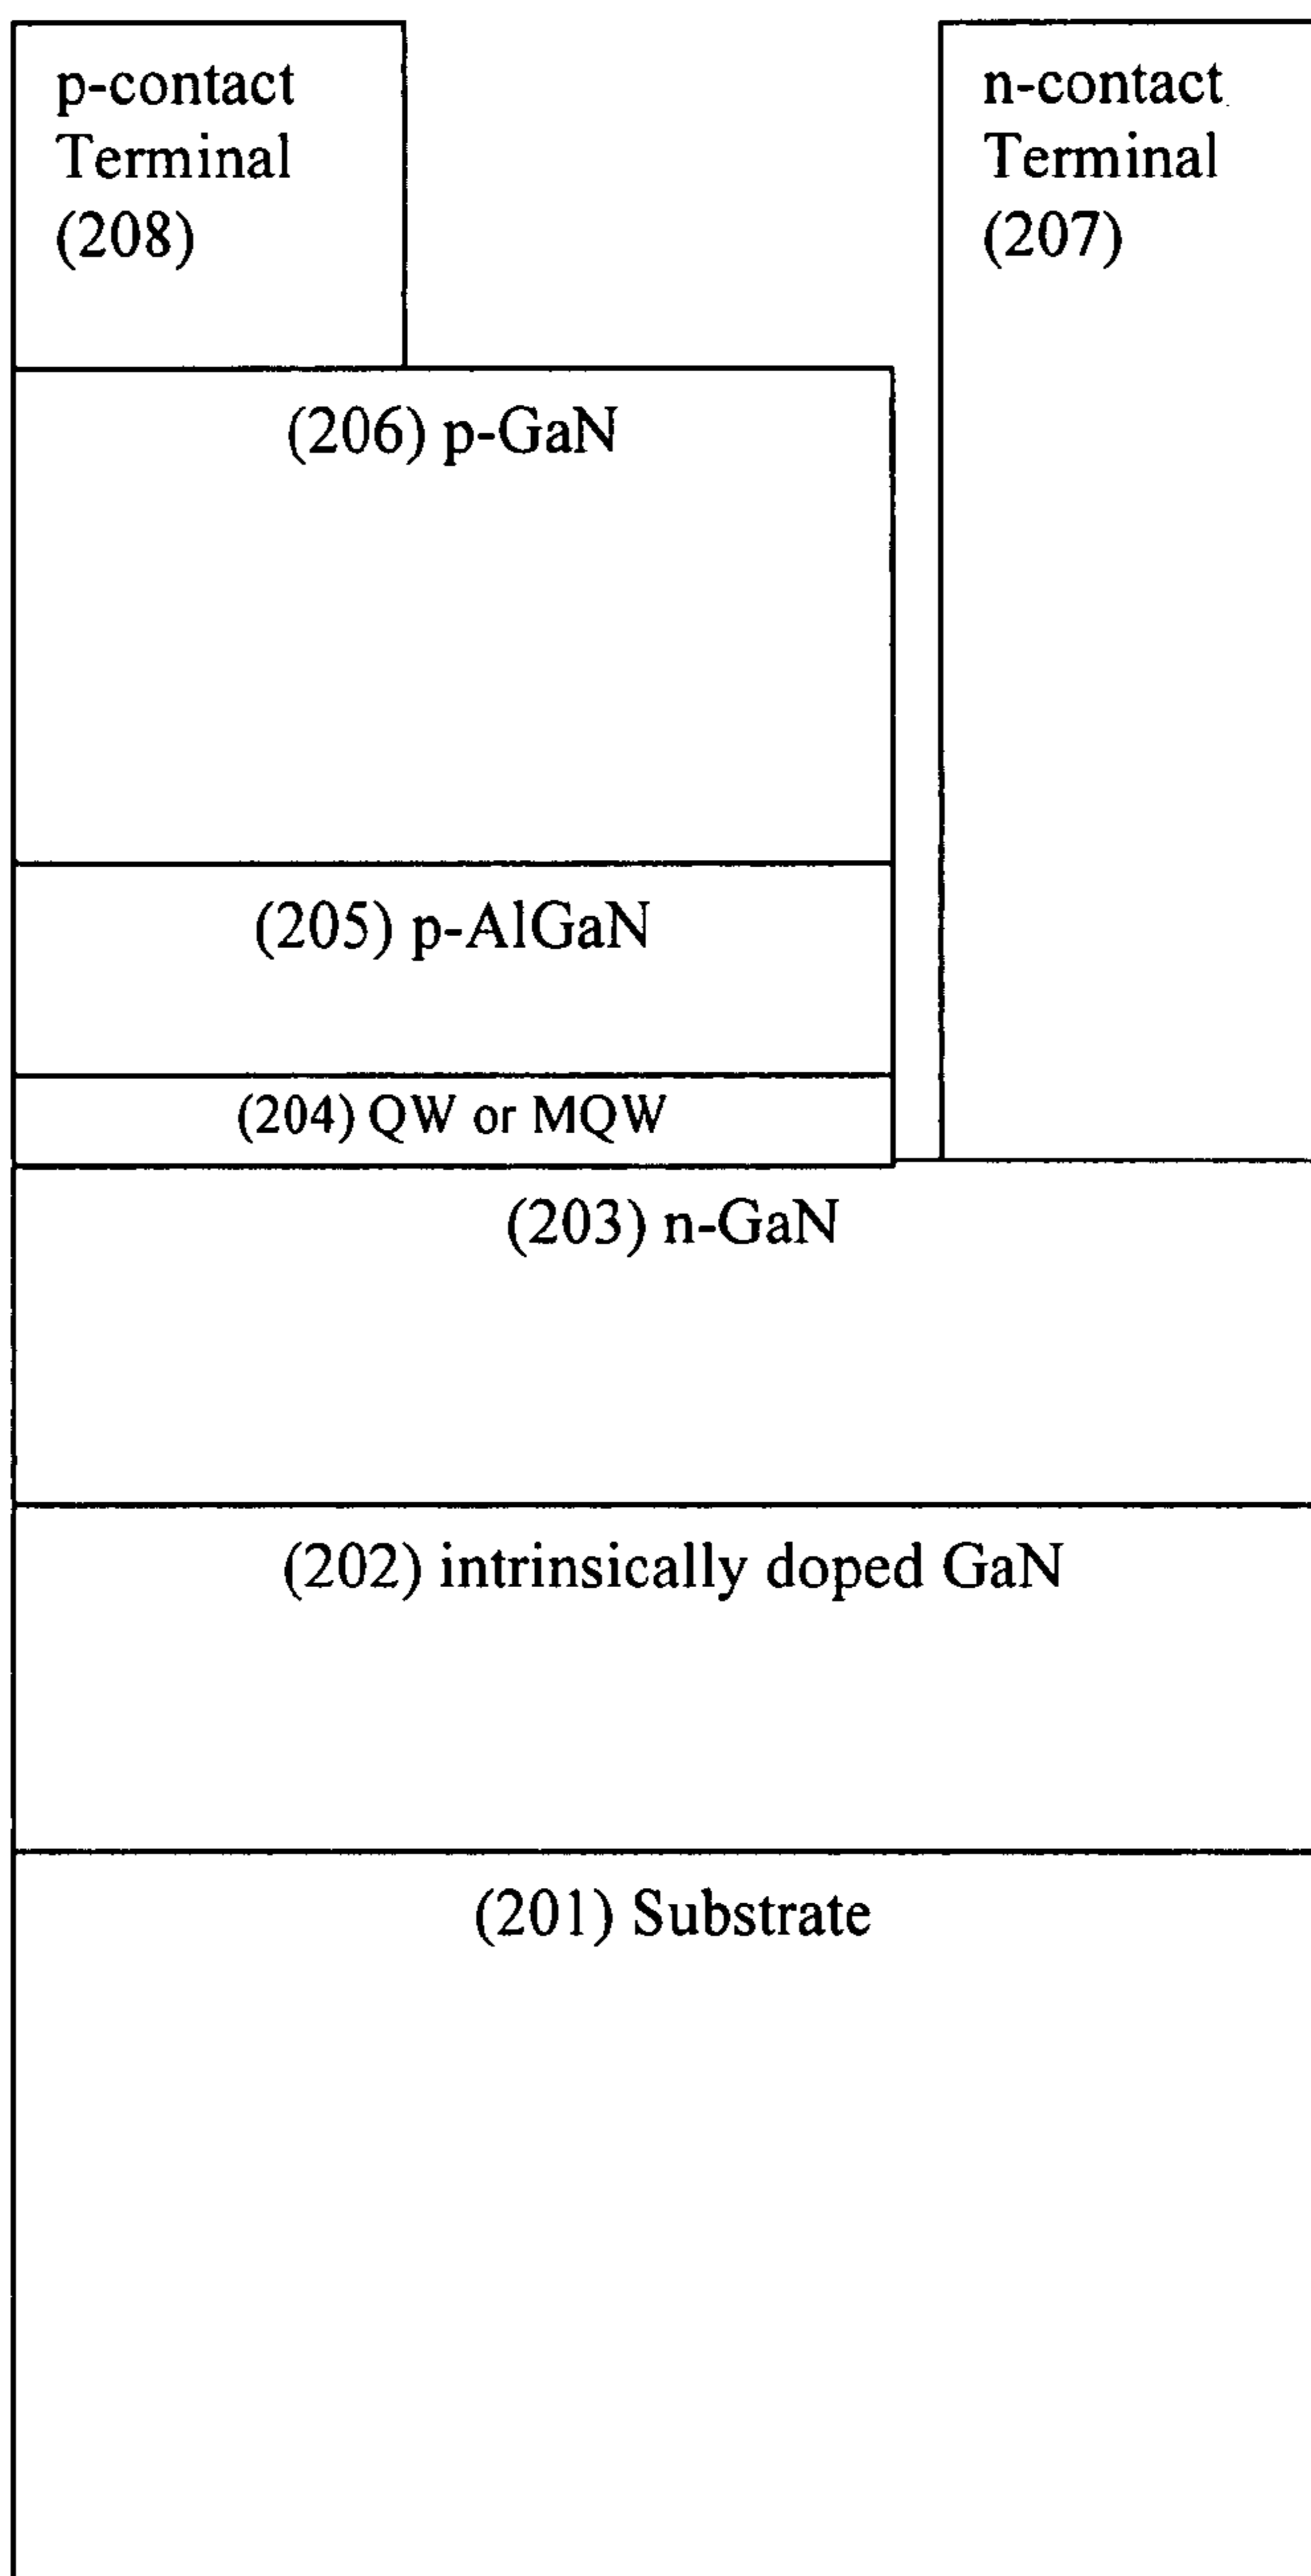 p-contact
Terminal
(208)
n-contact
Terminal
(207)
(206) p-GaN
(205) p-AlGaN
(204) QW or MQW
(203) n-GaN
(202) intrinsically doped GaN
(201) Substrate